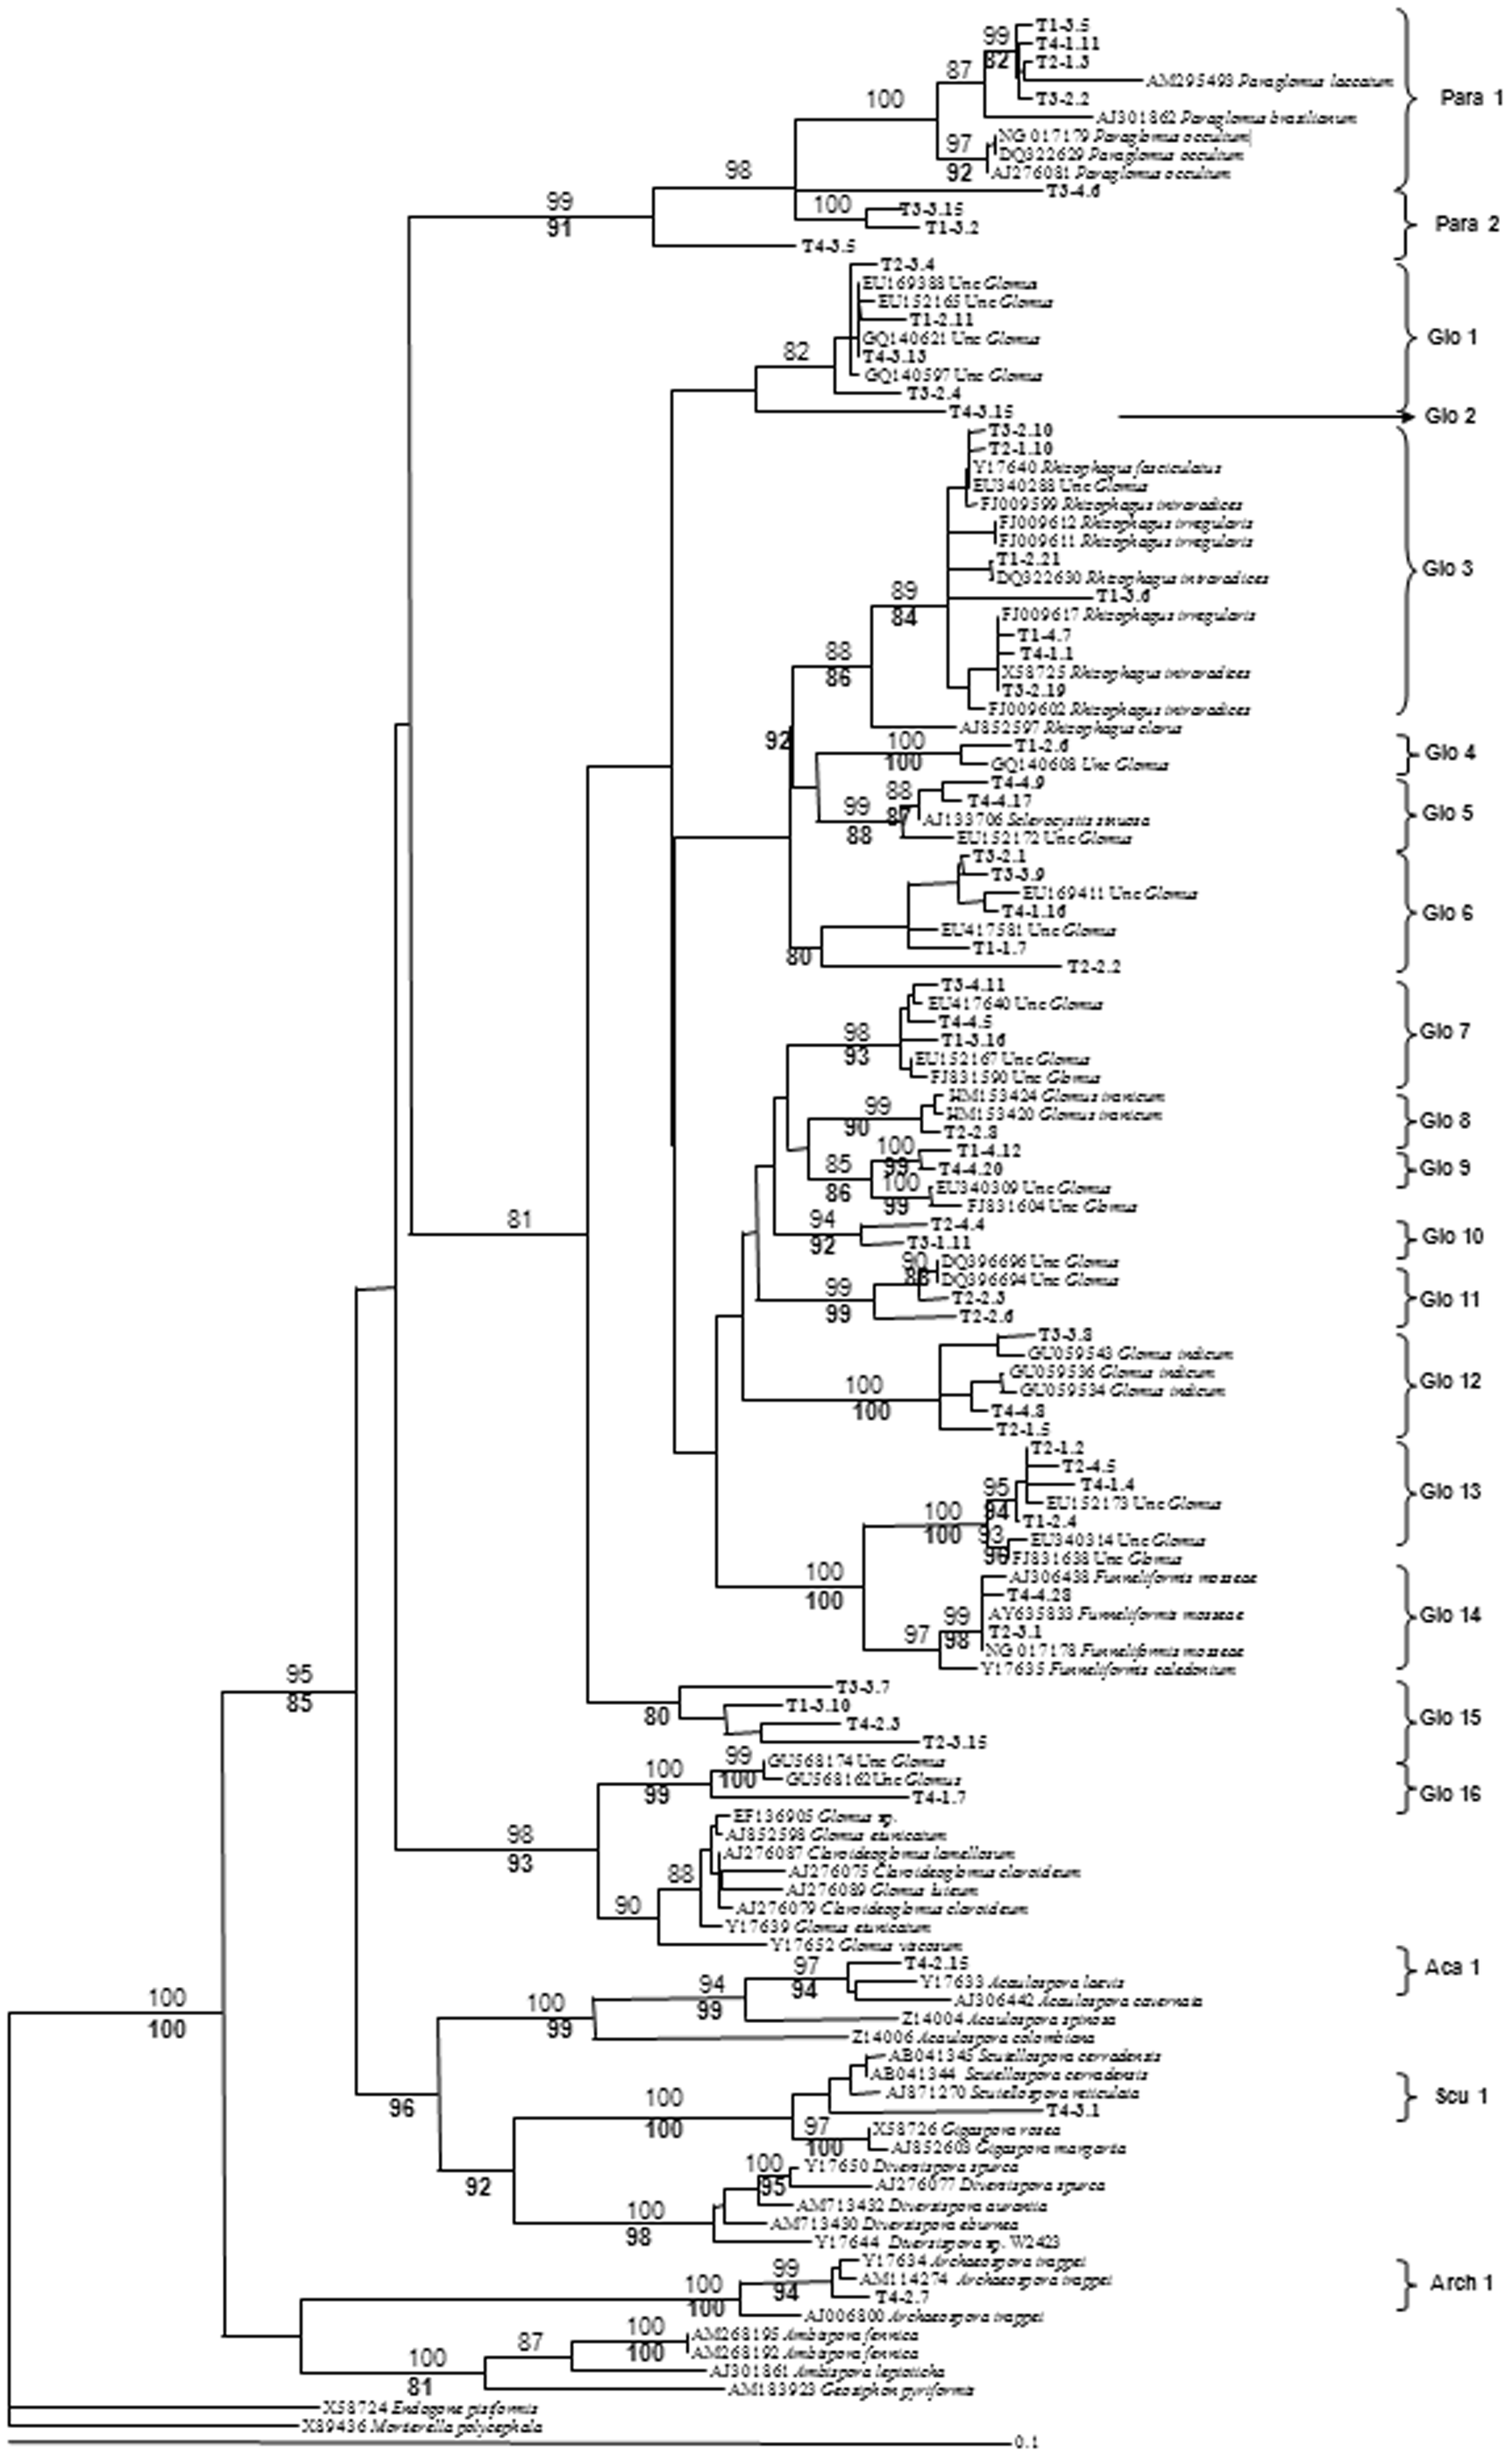 T1-3.5
99
T4-1.11
82
T2-1.3
87
AM295493 Paraglomus laccatum
T3-2.2
Para 1
100
AJ301862 Paraglomus brasilianum
NG 017179 Paraglomus occultum
97
DQ322629 Paraglomus occultum
92
AJ276081 Paraglomus occultum
98
T3-4.6
99
100
T3-3.15
91
T1-3.2
Para 2
T4-3.5
T2-3.4
EU169388 Unc Glomus
EU152165 Unc Glomus
T1-2.11
GQ140621 Unc Glomus
Glo 1
82
T4-3.13
GQ140597 Unc Glomus
T3-2.4
T4-3.15
Glo 2
T3-2.10
T2-1.10
Y17640 Rhizophagus fasciculatus
EU340288 Unc Glomus
FJ009599 Rhizophagus intraradices
FJ009612 Rhizophagus irregularis
FJ009611 Rhizophagus irregularis
T1-2.21
Glo 3
DQ322630 Rhizophagus intraradices
89
T1-3.6
84
FJ009617 Rhizophagus irregularis
T1-4.7
88
T4-1.1
86
X58725 Rhizophagus intraradices
T3-2.19
FJ009602 Rhizophagus intraradices
AJ852597 Rhizophagus clarus
92
100
T1-2.6
Glo 4
100
GQ140608 Unc Glomus
88
T4-4.9
99
T4-4.17
87
AJ133706 Sclerocystis sinuosa
Glo 5
88
EU152172 Unc Glomus
T3-2.1
T3-3.9
EU169411 Unc Glomus
T4-1.16
Glo 6
EU417581 Unc Glomus
T1-1.7
80
T2-2.2
T3-4.11
EU417640 Unc Glomus
T4-4.5
98
T1-3.16
Glo 7
93
EU152167 Unc Glomus
FJ831590 Unc Glomus
HM153424 Glomus iranicum
99
HM153420 Glomus iranicum
Glo 8
90
T2-2.8
100
T1-4.12
85
99
T4-4.20
Glo 9
86
100
EU340309 Unc Glomus
99
FJ831604 Unc Glomus
81
94
T2-4.4
92
T3-1.11
Glo 10
90
DQ396696 Unc Glomus
DQ396694 Unc Glomus
99
T2-2.3
Glo 11
99
T2-2.6
T3-3.8
GU059543 Glomus indicum
GU059536 Glomus indicum
100
GU059534 Glomus indicum
Glo 12
100
T4-4.8
T2-1.5
T2-1.2
T2-4.5
95
T4-1.4
Glo 13
100
94
EU152173 Unc Glomus
T1-2.4
100
93
EU340314 Unc Glomus
FJ831638 Unc Glomus
100
AJ306438 Funneliformis mosseae
100
T4-4.28
99
AY635833 Funneliformis mosseae
Glo 14
97
98
T2-3.1
NG 017178 Funneliformis mosseae
Y17635 Funneliformis caledonium
95
85
T3-3.7
T1-3.10
80
T4-2.3
Glo 15
T2-3.15
100
99
GU568174 Unc Glomus
99
100
GU568162Unc Glomus
Glo 16
T4-1.7
EF136905 Glomus sp.
98
AJ852598 Glomus etunicatum
93
AJ276087 Claroideoglomus lamellosum
88
AJ276075 Claroideoglomus claroideum
AJ276089 Glomus luteum
90
AJ276079 Claroideoglomus claroideum
Y17639 Glomus etunicatum
Y17652 Glomus viscosum
97
T4-2.15
Aca 1
94
94
Y17633 Acaulospora laevis
100
99
AJ306442 Acaulospora cavernata
100
99
Z14004 Acaulospora spinosa
100
Z14006 Acaulospora colombiana
AB041345 Scutellospora cerradensis
AB041344 Scutellospora cerradensis
100
AJ871270 Scutellospora reticulata
Scu 1
96
T4-3.1
100
97
X58726 Gigaspora rosea
100
AJ852603 Gigaspora margarita
100
Y17650 Diversispora spurca
92
95
AJ276077 Diversispora spurca
100
AM713432 Diversispora aurantia
98
AM713430 Diversispora eburnea
Y17644 Diversispora sp. W2423
99
Y17634 Archaeospora trappei
100
94
AM114274 Archaeospora trappei
Arch 1
100
T4-2.7
AJ006800 Archaeospora trappei
100
AM268195 Ambispora fennica
87
100
AM268192 Ambispora fennica
100
AJ301861 Ambispora leptoticha
81
AM183923 Geosiphon pyriformis
X58724 Endogone pisiformis
X89436 Mortierella polycephala
0.1